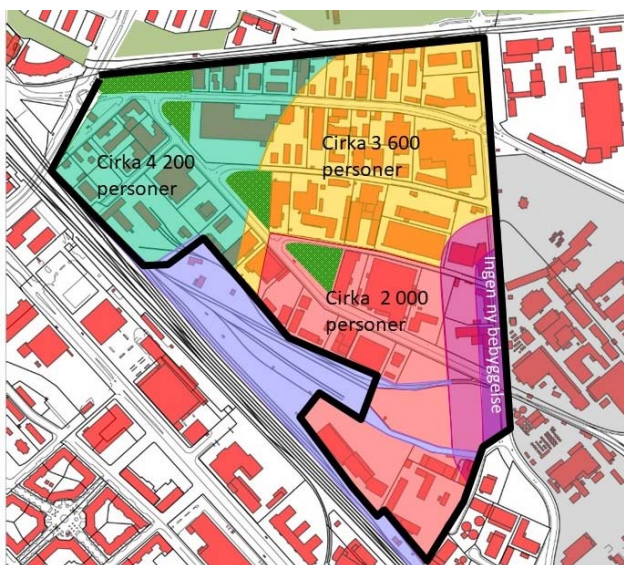 Cirka 4 200
personer
Cirka 3 600
personer
Cirka 2 000
personer
Ingen ny bebyggelse